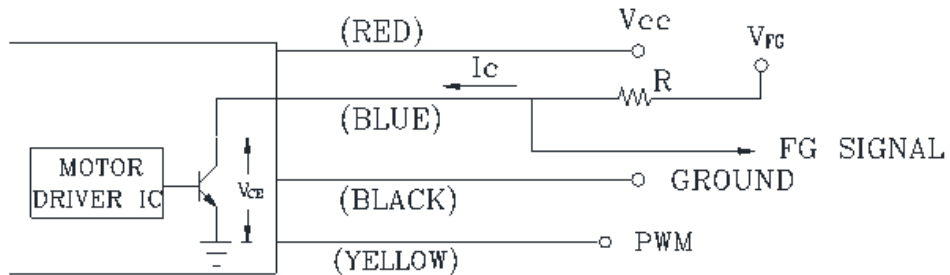 (RED)
Vcc
VFG
Ic
R
(BLUE)
FG SIGNAL
MOTOR
DRIVER IC
VCE
(BLACK)
GROUND
(YELLOW)
PWM